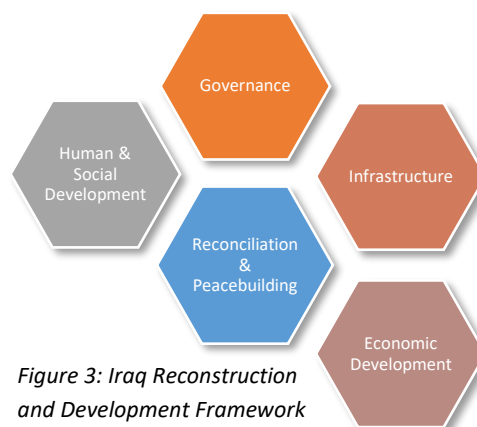 Governance
Human &
Social
Development
Infrastructure
Reconciliation
&
Peacebuilding
Economic
Development
Figure 3: Iraq Reconstruction
and Development Framework